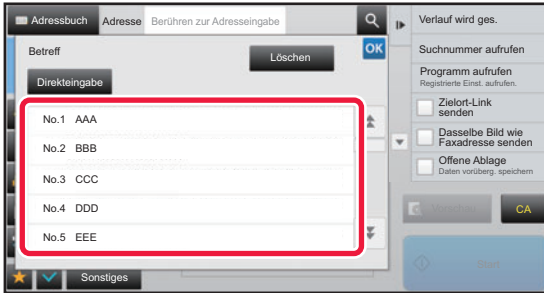 Adressbuch Adresse Berühren zur Adresseingabe
Verlauf wird ges.
Betreff Löschen OK
Suchnummer aufrufen
Direkteingabe
Programm aufrufen
Registrierte Einst. aufrufen.
No.1 AAA
Zielort-Link
senden
No.2 BBB
Dasselbe Bild wie
Faxadresse senden
No.3 CCC
Offene Ablage
Daten vorüberg. speichern
No.4 DDD
CA
No.5 EEE
Sonstiges
Start